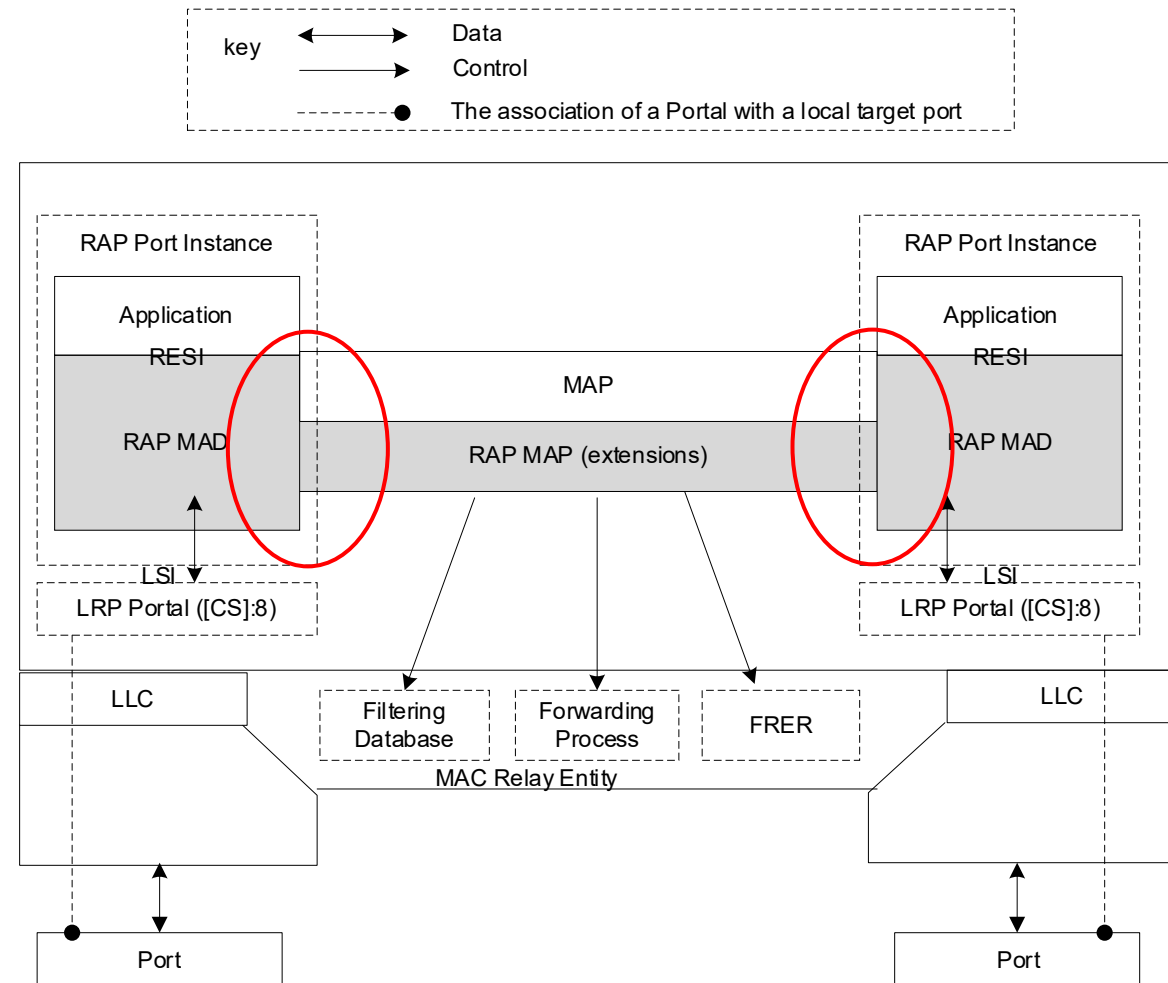 key
Data
Control
The association of a Portal with a local target port
RAP Port Instance
RAP Port Instance
Application
Application
RESI
RESI
MAP
RAP MAD
RAP MAP (extensions)
RAP MAD
LSI
LSI
LRP Portal ([CS]:8)
LRP Portal ([CS]:8)
LLC
LLC
Filtering
Database
Forwarding
Process
FRER
MAC Relay Entity
Port
Port